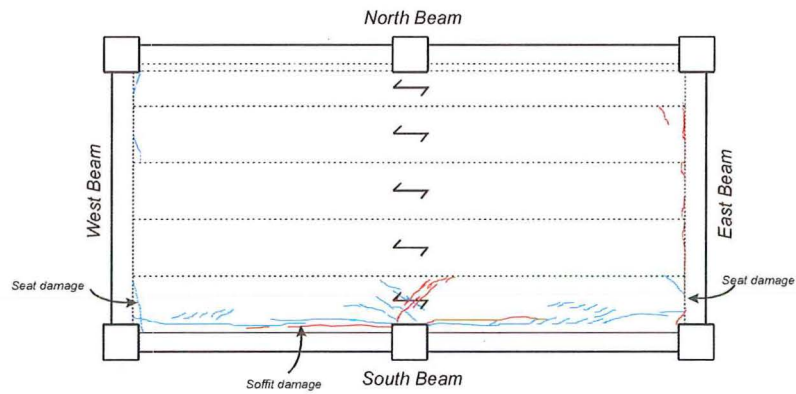 North Beam
West Beam
East Beam
Seat damage
Seat damage
Soffit damage
South Beam